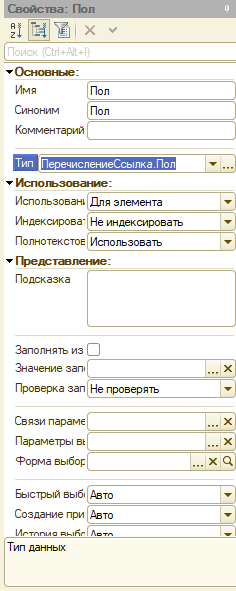 Свойства: Пол
Поиск (Ctrl+Alt+I)
Основные:
Имя Пол
Синоним Пол
Комментарий
Тип ПеречислениеСсылка.Пол
Использование:
Использовани Для элемента
Индексироват Не индексировать
Полнотекстов Использовать
Представление:
Подсказка
Заполнять из
Значение запо
Проверка зап Не проверять
Связи параме
Параметры вы
Форма выбор
Быстрый выбо Авто
Создание при Авто
История выбо Авто
Тип данных